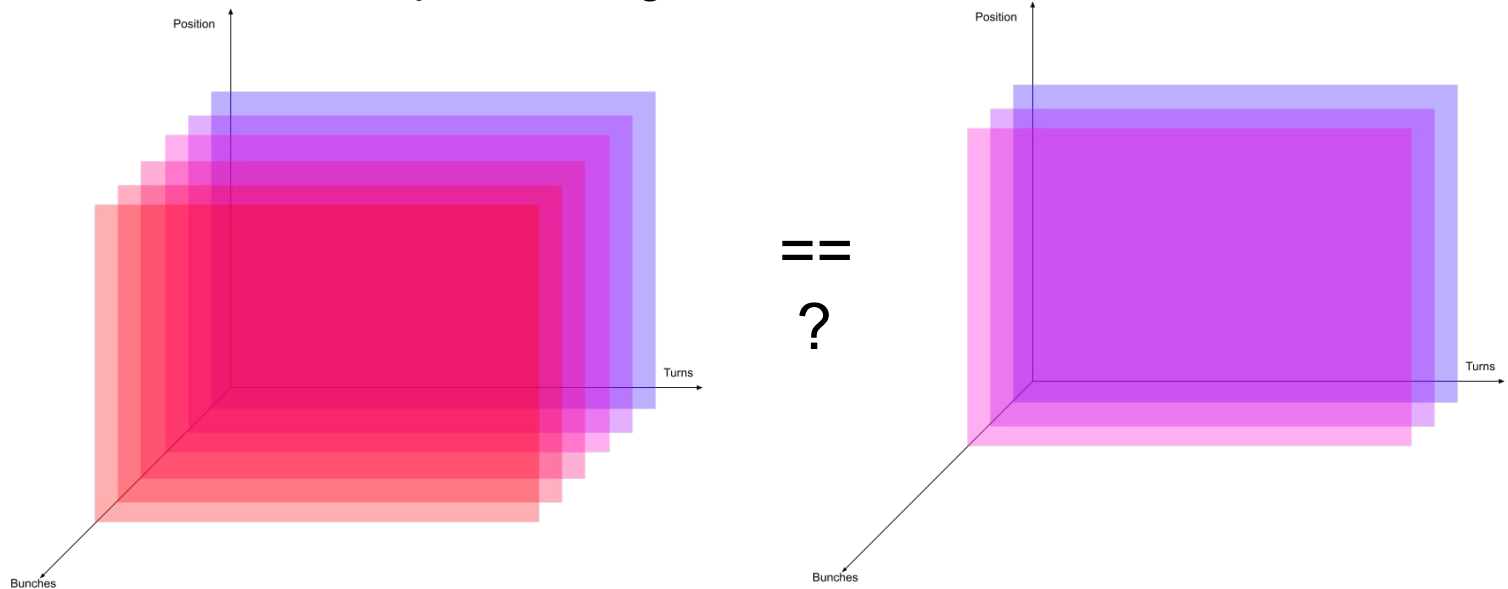 Position
Position
==
?
Turns
Turns
Bunches
Bunches